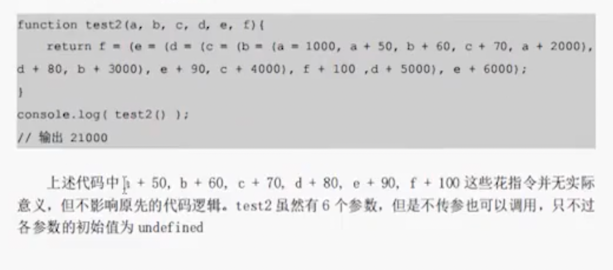 function test2(a, b, c, d, e, f){
return f = (e = (d = (c = (b = (a = 1000, a + 50, b + 60, c + 70, a + 2000),
d + 80, b + 3000), e + 90, c + 4000), f + 100 ,d + 5000), e + 6000);
}
console.log( test2() );
// 输出 21000
上述代码中 a + 50, b + 60, c + 70, d + 80, e + 90, f + 100 这些花指令并无实际
意义，但不影响原先的代码逻辑。test2 虽然有 6 个参数，但是不传参也可以调用，只不过
各参数的初始值为 undefined